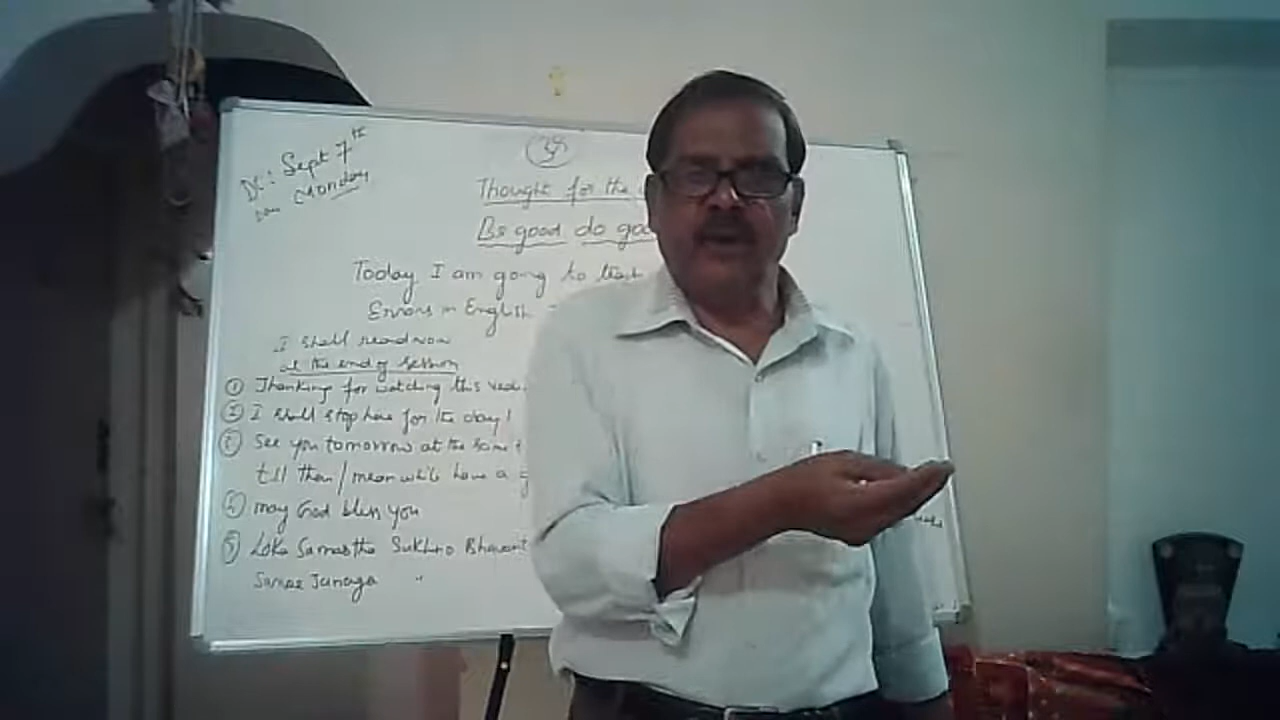 Dt: Sept 7th
Monday
ॐ
Thought for the
Be good do goo
Today I am going to teach
Errors in English
I shall read now
at the end of session
① Thanking for watching this
② I shall stop here for the day!
③ See you tomorrow at the same t
till then/meanwhile have a g
④ may God bless you
⑤ Loka Samastha Sukhino Bhavant